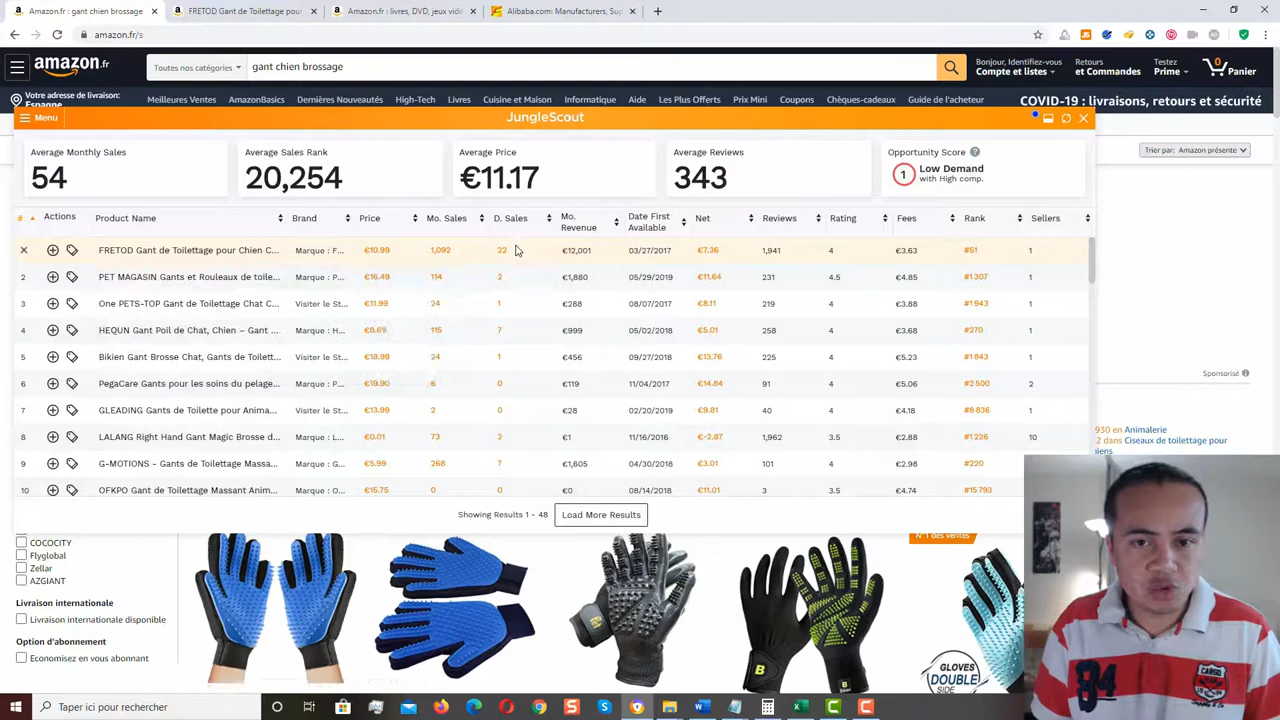 Amazon.fr : gant chien brossage
FRETOD Gant de Toilettage pour
Amazon.fr : livres, DVD, jeux vidé
Alibaba.com: Manufacturers, Sup
amazon.fr/s
amazon.fr
Toutes nos catégories
gant chien brossage
Bonjour, Identifiez-vous
Compte et listes
Retours
et Commandes
Testez
Prime
0
Panier
Votre adresse de livraison:
Espagne
Meilleures Ventes
AmazonBasics
Dernières Nouveautés
High-Tech
Livres
Cuisine et Maison
Informatique
Aide
Les Plus Offerts
Prix Mini
Coupons
Chèques-cadeaux
Guide de l'acheteur
COVID-19 : livraisons, retours et sécurité
Menu
JungleScout
Trier par: Amazon présente
Average Monthly Sales
54
Average Sales Rank
20,254
Average Price
€11.17
Average Reviews
343
Opportunity Score
1
Low Demand
with High comp.
# Actions Product Name Brand Price Mo. Sales D. Sales Mo. Revenue Date First Available Net Reviews Rating Fees Rank Sellers
FRETOD Gant de Toilettage pour Chien C... Marque : F... €10.99 1,092 22 €12,001 03/27/2017 €7.36 1,941 4 €3.63 #51 1
2 PET MAGASIN Gants et Rouleaux de toile... Marque : P... €16.49 114 2 €1,880 05/29/2019 €11.64 231 4.5 €4.85 #1 307 1
3 One PETS-TOP Gant de Toilettage Chat C... Visiter le St... €11.99 24 1 €288 08/07/2017 €8.11 219 4 €3.88 #1 943 1
4 HEQUN Gant Poil de Chat, Chien – Gant ... Marque : H... €8.69 115 7 €999 05/02/2018 €5.01 258 4 €3.68 #270 1
5 Bikien Gant Brosse Chat, Gants de Toilett... Visiter le St... €18.99 24 1 €456 09/27/2018 €13.76 225 4 €5.23 #1 843 1
6 PegaCare Gants pour les soins du pelage... Marque : P... €19.90 6 0 €119 11/04/2017 €14.84 91 4 €5.06 #2 500 2
7 GLEADING Gants de Toilette pour Anima... Visiter le St... €13.99 2 0 €28 02/20/2019 €9.81 40 4 €4.18 #8 836 1
8 LALANG Right Hand Gant Magic Brosse d... Marque : L... €0.01 73 2 €1 11/16/2016 €-2.87 1,962 3.5 €2.88 #1 226 10
9 G-MOTIONS - Gants de Toilettage Massa... Marque : G... €5.99 268 7 €1,605 04/30/2018 €3.01 101 4 €2.98 #220 1
10 OFKPO Gant de Toilettage Massant Anim... Marque : O... €15.75 0 0 €0 08/14/2018 €11.01 3 3.5 €4.74 #15 793
Showing Results 1 - 48
Load More Results
Sponsorisé
930 en Animalerie
2 dans Ciseaux de toilettage pour
iens
COCOCITY
Flyglobal
Zellar
AZGIANT
Livraison internationale
Livraison internationale disponible
Option d'abonnement
Economisez en vous abonnant
N°1 des ventes
B
GLOVES
DOUBLE
SIDE
CARGO
84
Taper ici pour rechercher